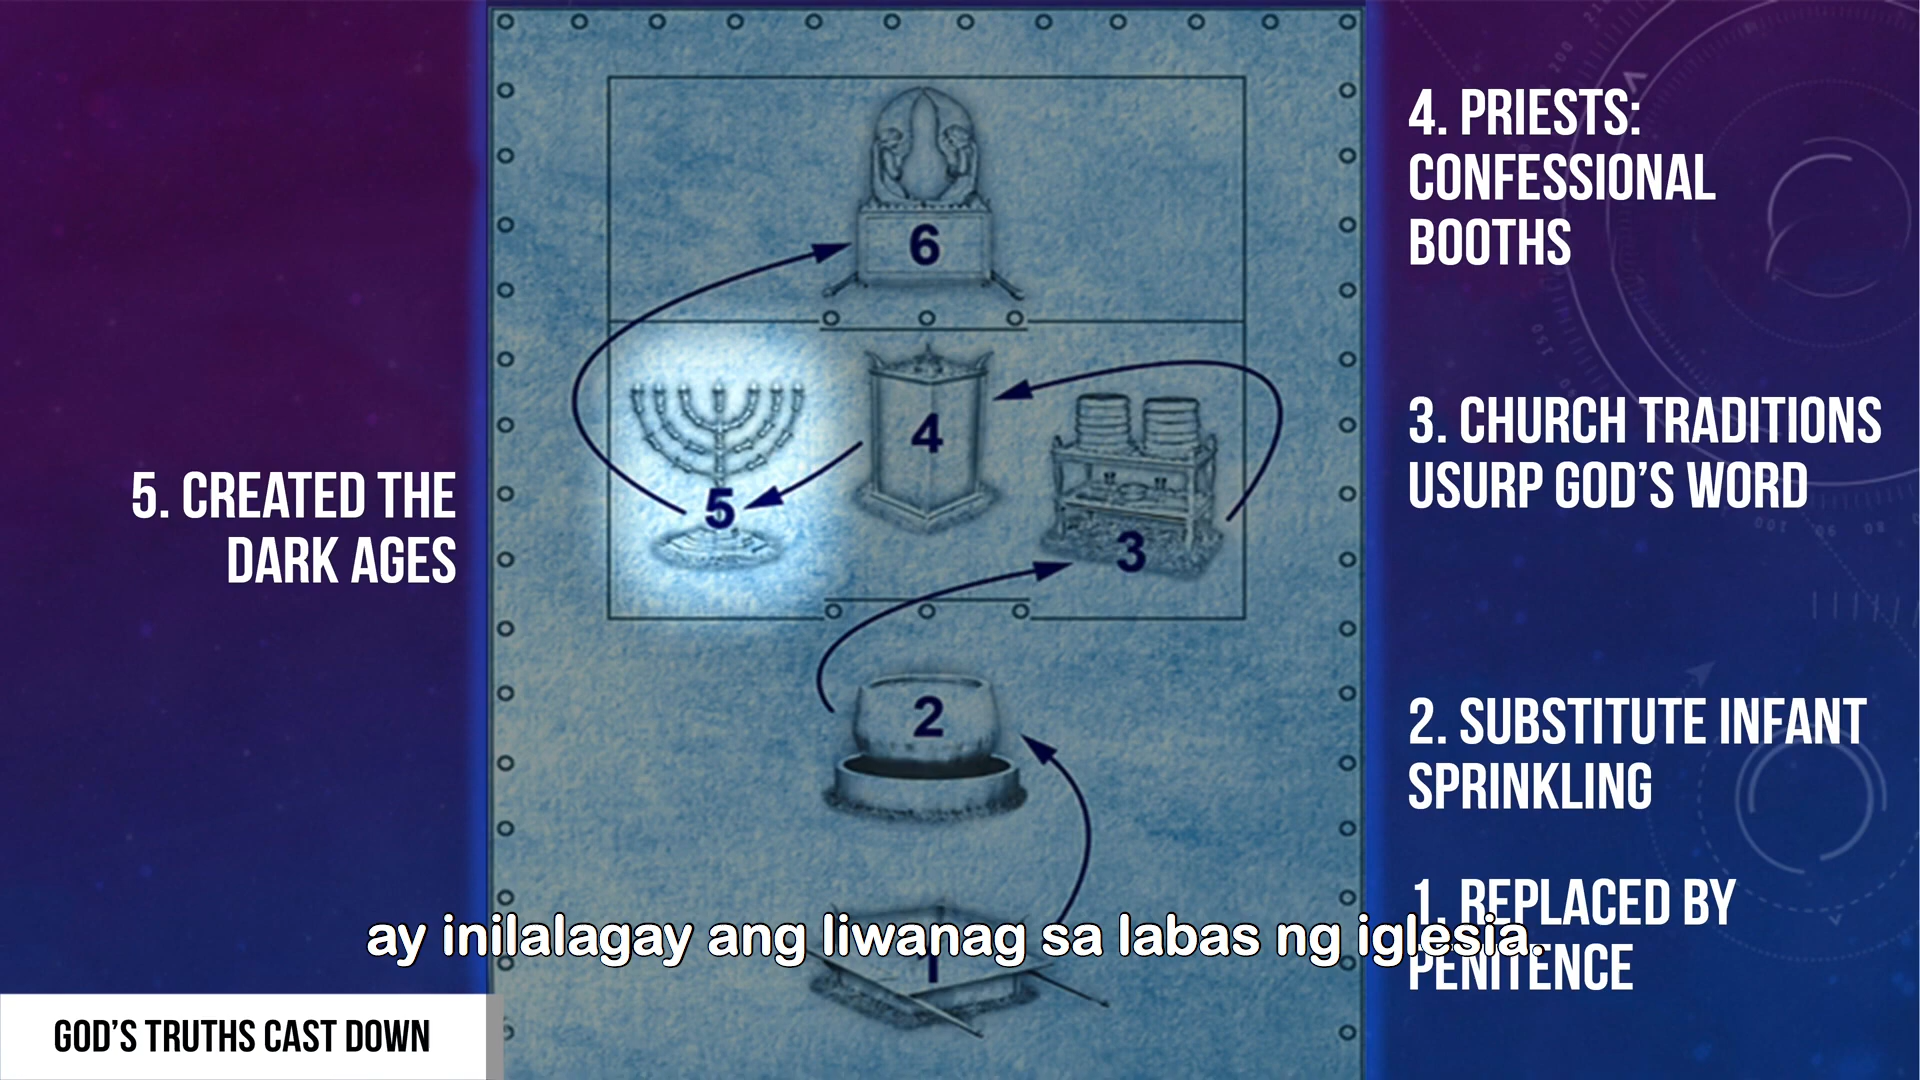 4. PRIESTS:
CONFESSIONAL
BOOTHS
3. CHURCH TRADITIONS
USURP GOD'S WORD
5. CREATED THE
DARK AGES
2. SUBSTITUTE INFANT
SPRINKLING
1. REPLACED BY
PENITENCE
6
4
5
3
2
1
ay inilalagay ang liwanag sa labas ng iglesia.
GOD'S TRUTHS CAST DOWN